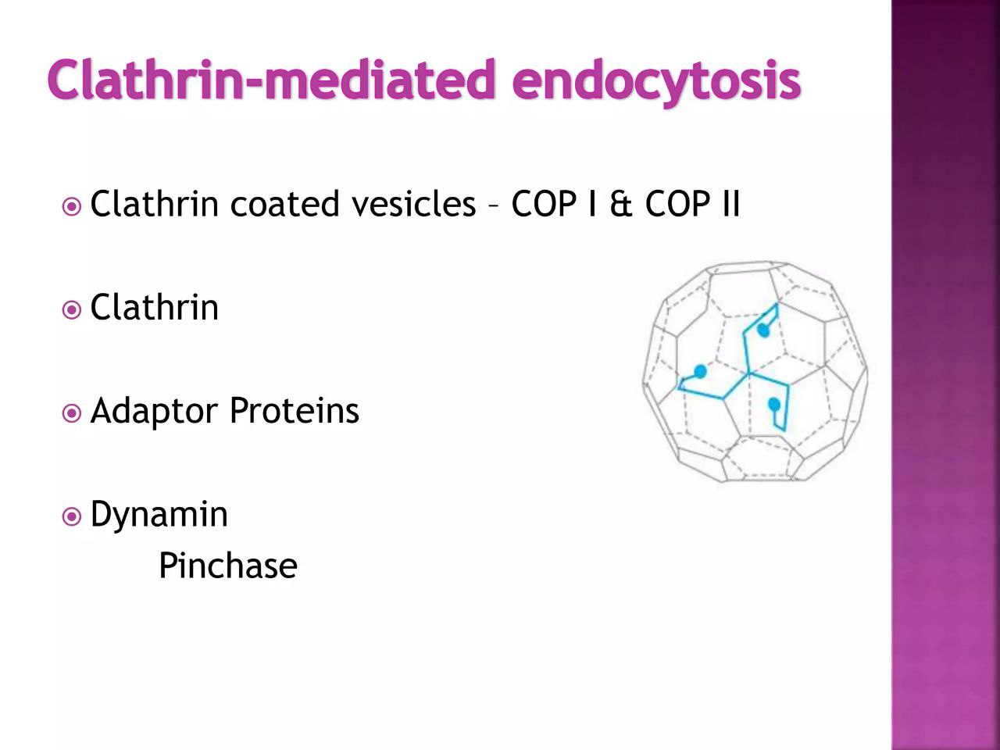 Clathrin-mediated endocytosis
Clathrin coated vesicles – COP I & COP II
Clathrin
Adaptor Proteins
Dynamin
Pinchase